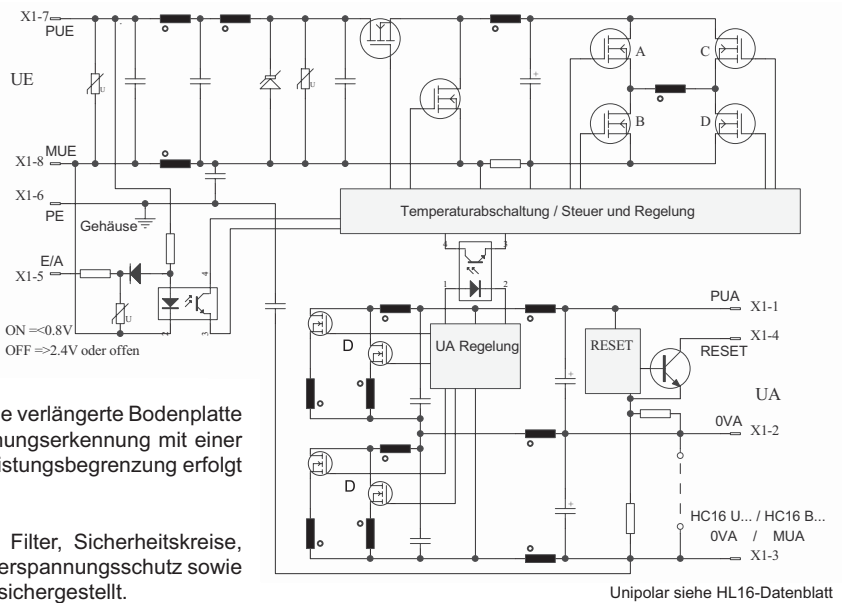 X1-7
PUE
UE
A
C
B
D
U
U
X1-8
MUE
X1-6
PE
Gehäuse
Temperaturabschaltung / Steuer und Regelung
E/A
X1-5
4
3
2
U
ON =<0.8V
OFF =>2.4V oder offen
4
3
1
2
PUA
X1-1
D
UA Regelung
RESET
X1-4
RESET
UA
0VA
X1-2
D
HC16 U... / HC16 B...
0VA / MUA
X1-3
Unipolar siehe HL16-Datenblatt
e verlängerte Bodenplatte
nungserkennung mit einer
istungsbegrenzung erfolgt
Filter, Sicherheitskreise,
erspannungsschutz sowie
sichergestellt.